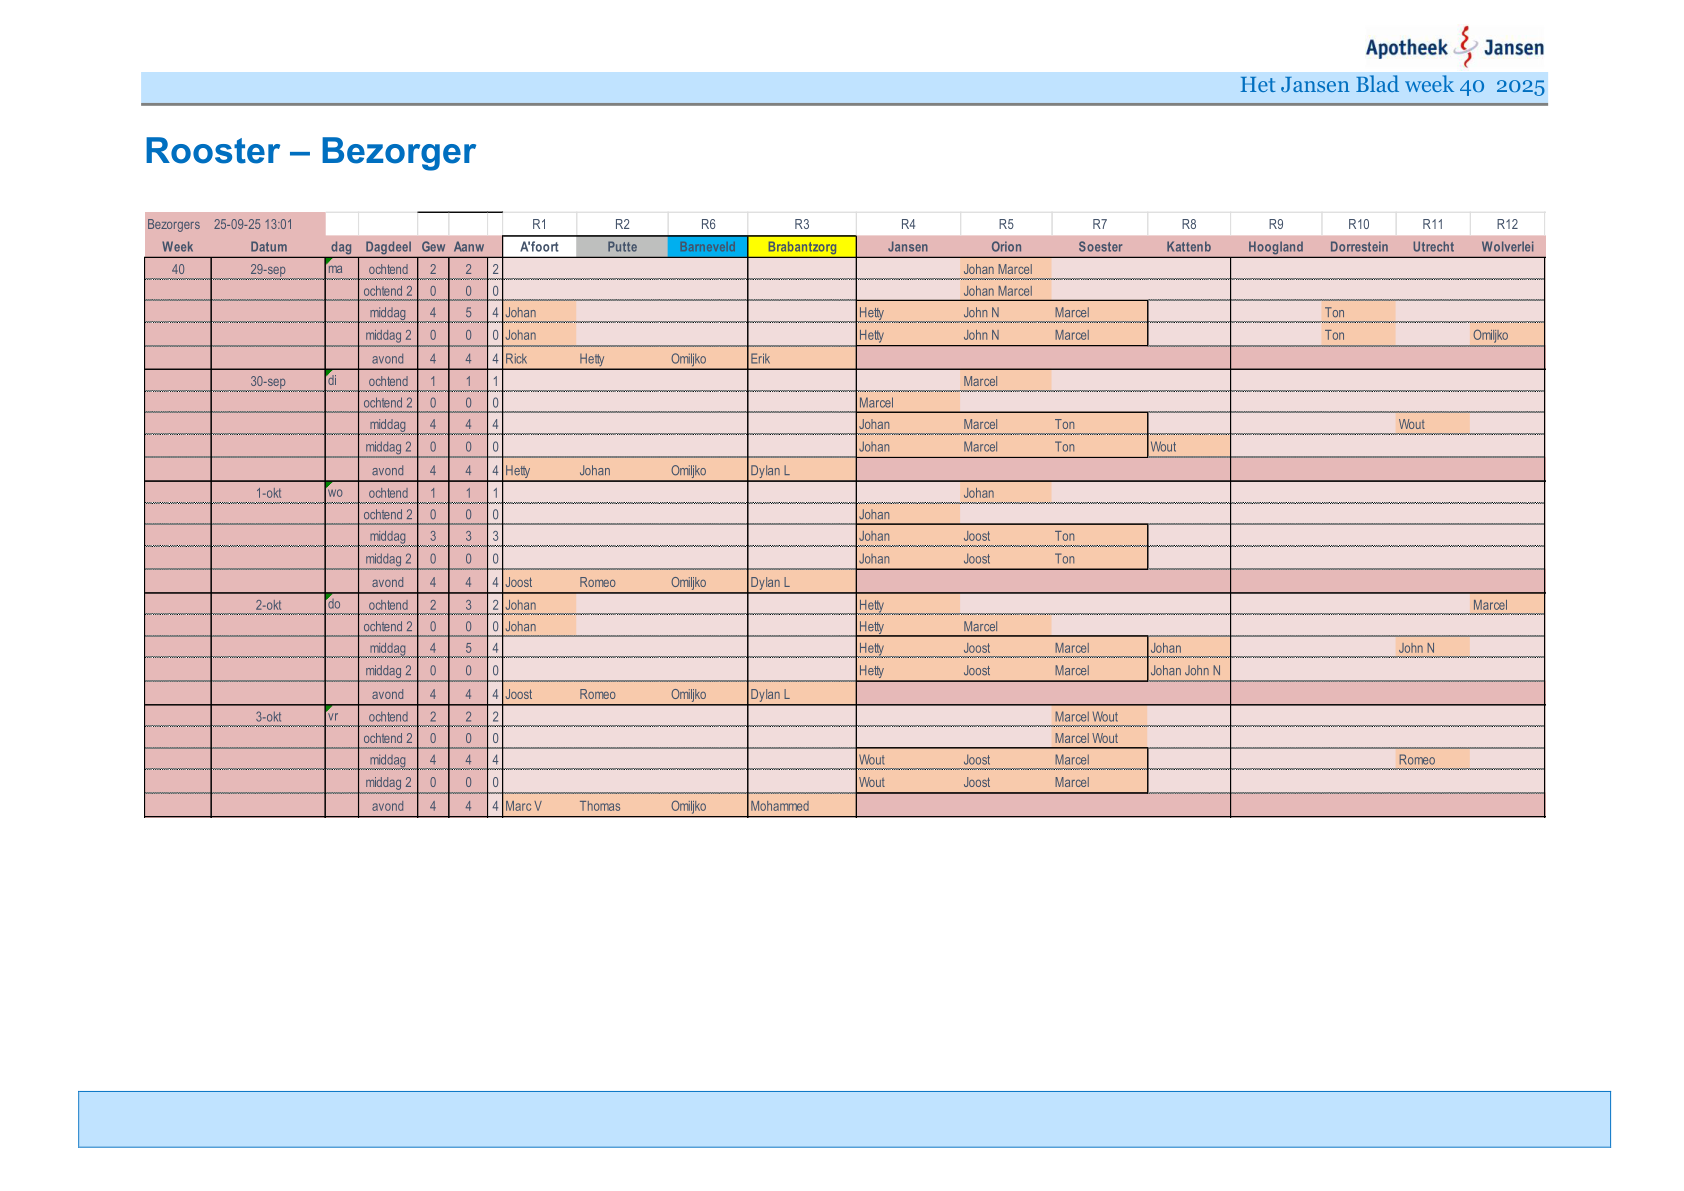 Apotheek Jansen
Het Jansen Blad week 40 2025
Rooster – Bezorger
Bezorgers 25-09-25 13:01 R1 R2 R6 R3 R4 R5 R7 R8 R9 R10 R11 R12
Week Datum dag Dagdeel Gew Aanw A'foort Putte Barneveld Brabantzorg Jansen Orion Soester Kattenb Hoogland Dorrestein Utrecht Wolverlei
40 29-sep ma ochtend 2 2 2 Johan Marcel
ochtend 2 0 0 0 Johan Marcel
middag 4 5 4 Johan Hetty John N Marcel Ton
middag 2 0 0 0 Johan Hetty John N Marcel Ton Omiljko
avond 4 4 4 Rick Hetty Omiljko Erik
30-sep di ochtend 1 1 1 Marcel
ochtend 2 0 0 0 Marcel
middag 4 4 4 Johan Marcel Ton Wout
middag 2 0 0 0 Johan Marcel Ton Wout
avond 4 4 4 Hetty Johan Omiljko Dylan L
1-okt wo ochtend 1 1 1 Johan
ochtend 2 0 0 0 Johan
middag 3 3 3 Johan Joost Ton
middag 2 0 0 0 Johan Joost Ton
avond 4 4 4 Joost Romeo Omiljko Dylan L
2-okt do ochtend 2 3 2 Johan Hetty Marcel
ochtend 2 0 0 0 Johan Hetty Marcel
middag 4 5 4 Hetty Joost Marcel Johan John N
middag 2 0 0 0 Hetty Joost Marcel Johan John N
avond 4 4 4 Joost Romeo Omiljko Dylan L
3-okt vr ochtend 2 2 2 Marcel Wout
ochtend 2 0 0 0 Marcel Wout
middag 4 4 4 Wout Joost Marcel Romeo
middag 2 0 0 0 Wout Joost Marcel
avond 4 4 4 Marc V Thomas Omiljko Mohammed